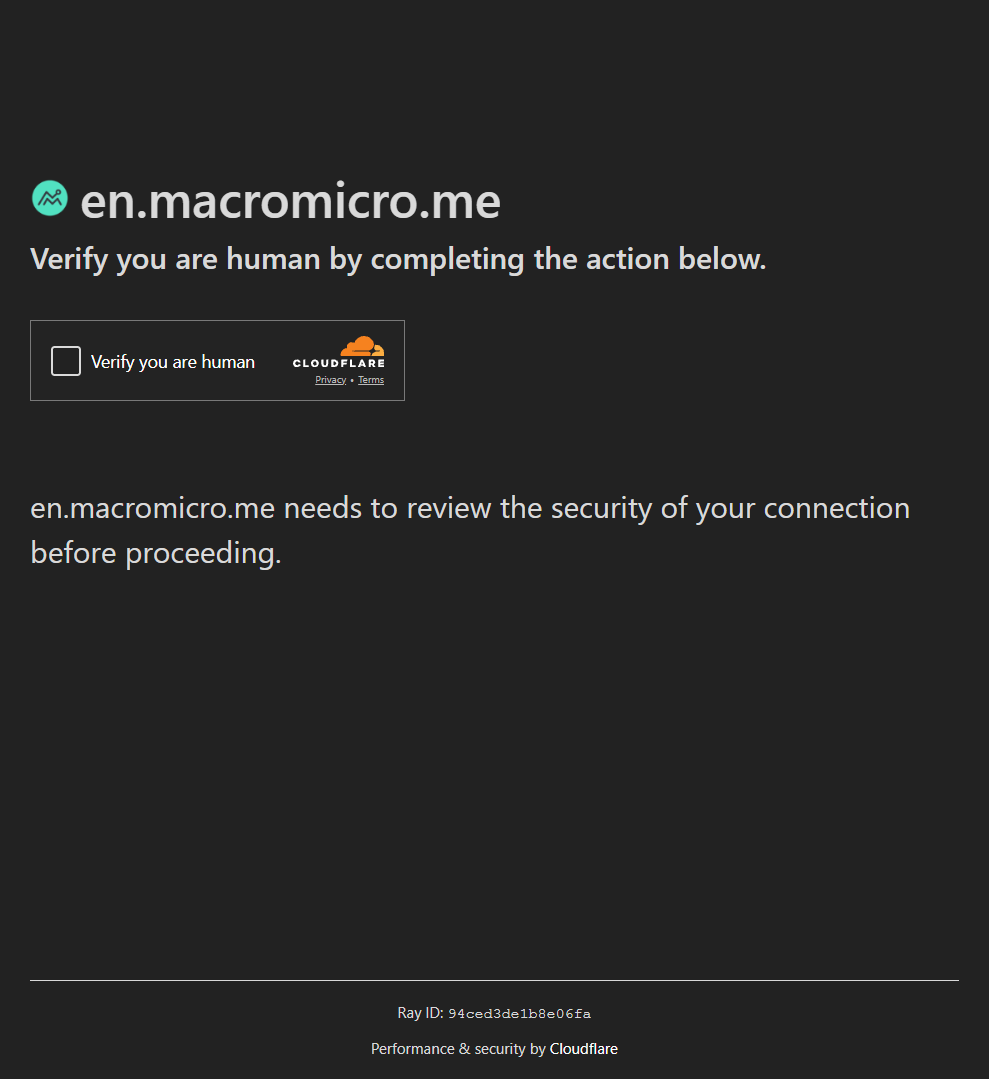 en.macromicro.me
Verify you are human by completing the action below.
Verify you are human
CLOUDFLARE
Privacy • Terms
en.macromicro.me needs to review the security of your connection
before proceeding.
Ray ID: 94ced3de1b8e06fa
Performance & security by Cloudflare